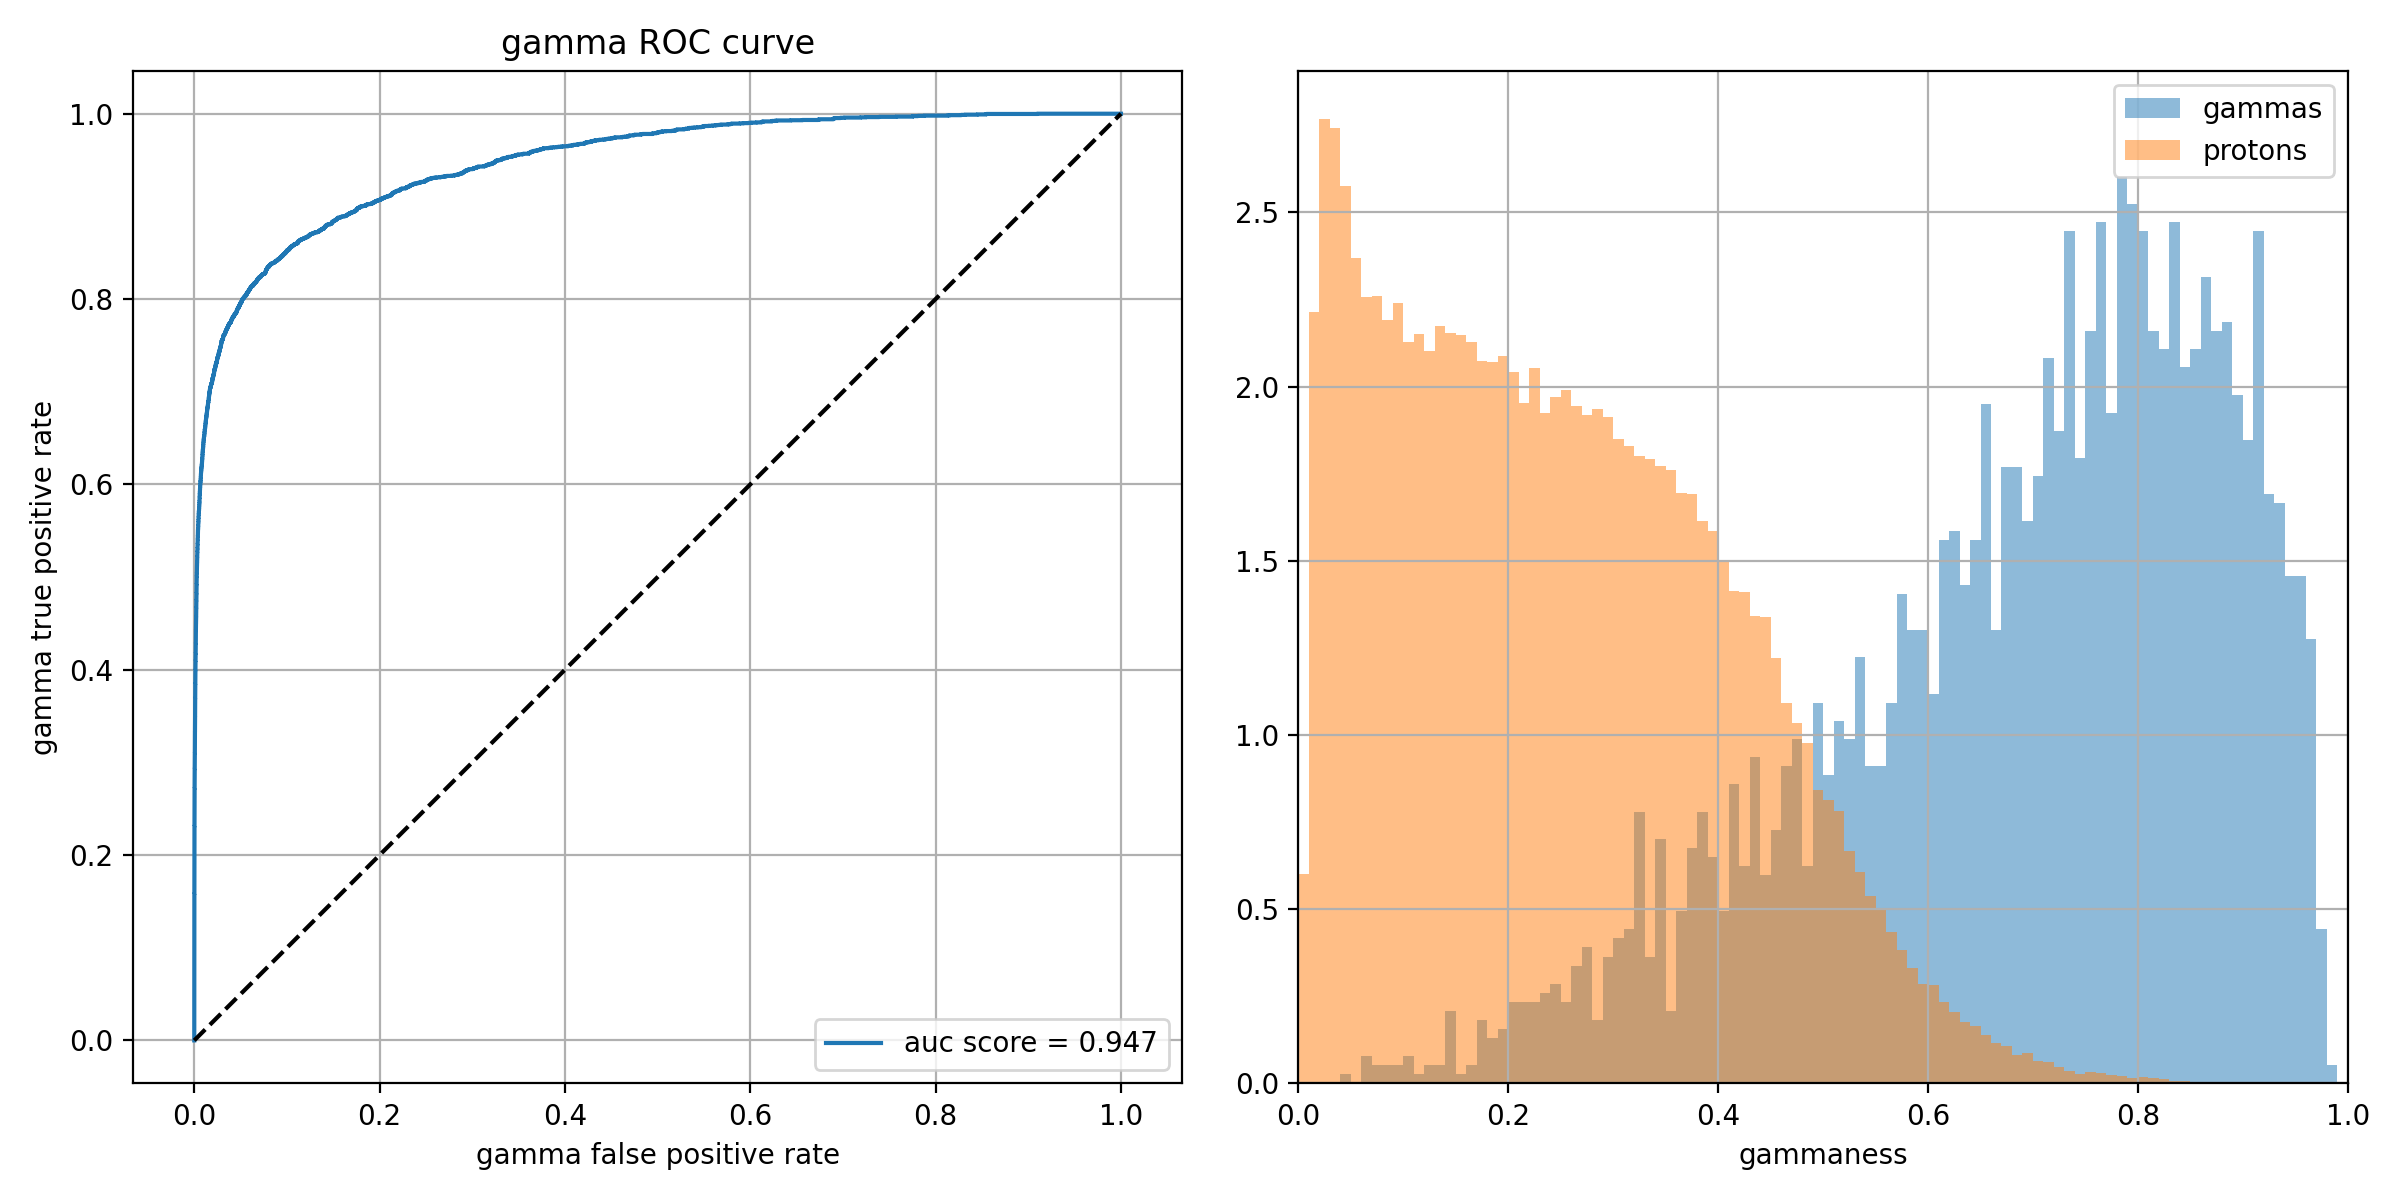 gamma ROC curve
1.0
0.8
0.6
0.4
0.2
0.0
gamma true positive rate
0.0 0.2 0.4 0.6 0.8 1.0
gamma false positive rate
auc score = 0.947
2.5
2.0
1.5
1.0
0.5
0.0
0.0 0.2 0.4 0.6 0.8 1.0
gammaness
gammas
protons